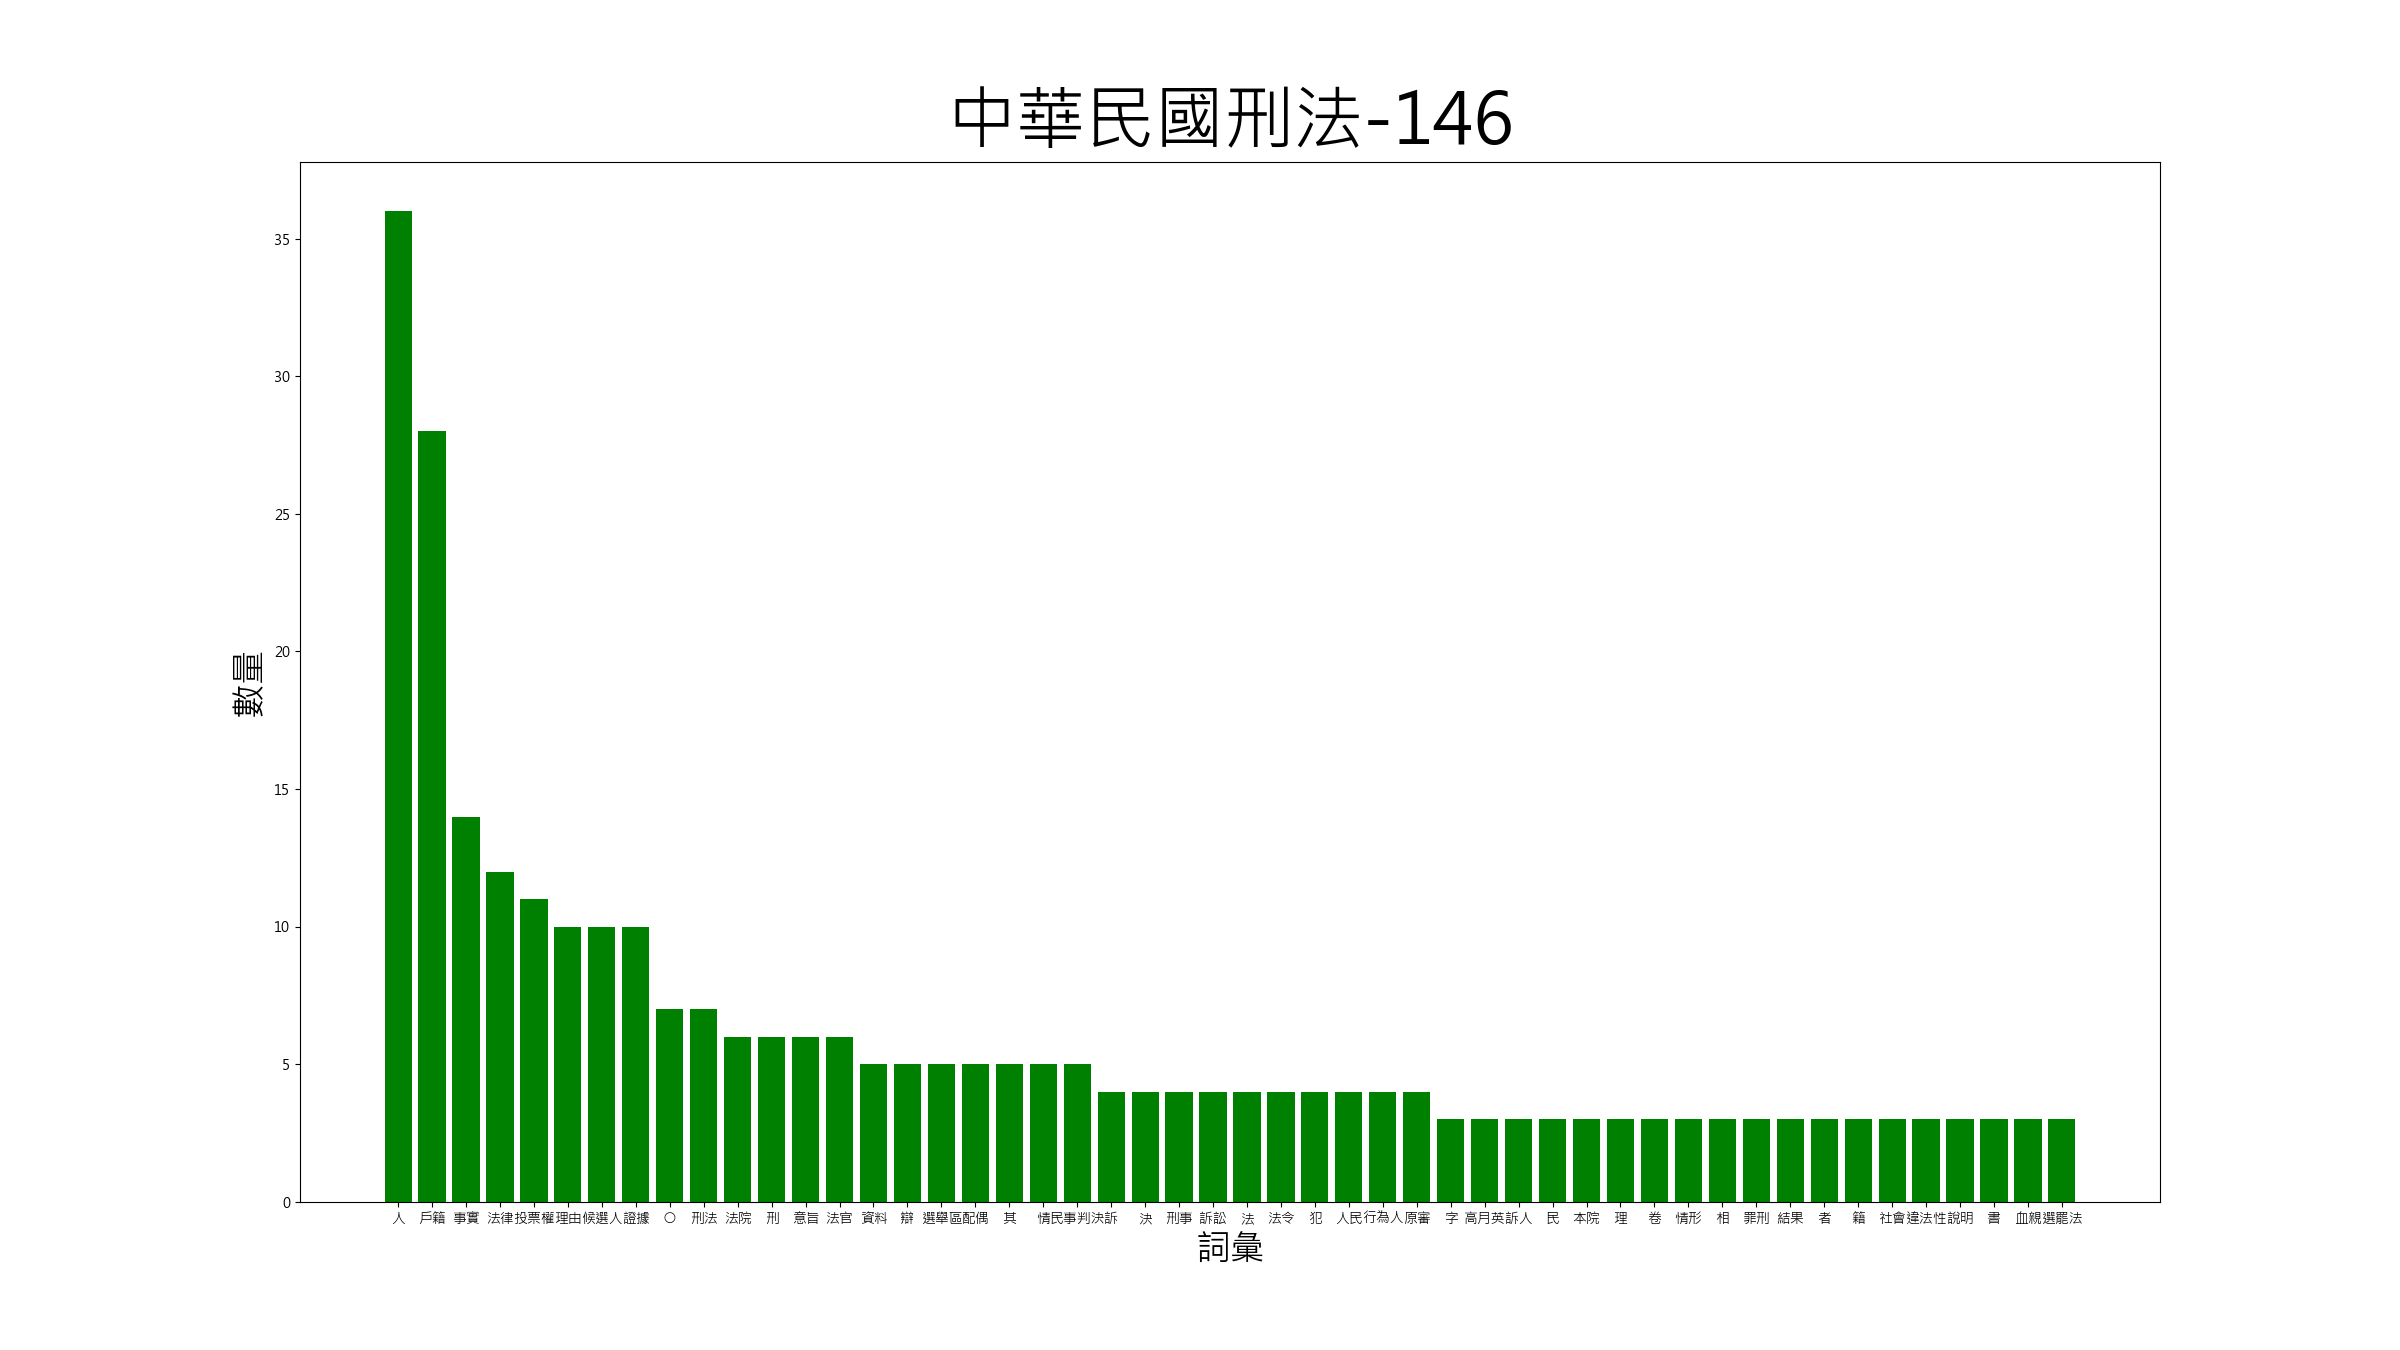 中華民國刑法-146
35
30
25
20
15
10
5
0
數量
人 戶籍 事實 法律 投票權 理由 候選人 證據 〇 刑法 法院 刑 意旨 法官 資料 辯 選舉區 配偶 其 情 民事判決 訴 決 刑事 訴訟 法 法令 犯 人民 行為人 原審 字 高月英 訴人 民 本院 理 卷 情形 相 罪刑 結果 者 籍 社會 違法性 說明 書 血親 選罷法
詞彙